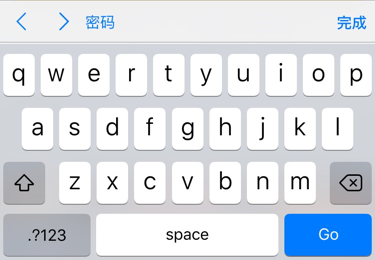 密码 完成
q w e r t y u i o p
a s d f g h j k l
z x c v b n m
.?123 space Go